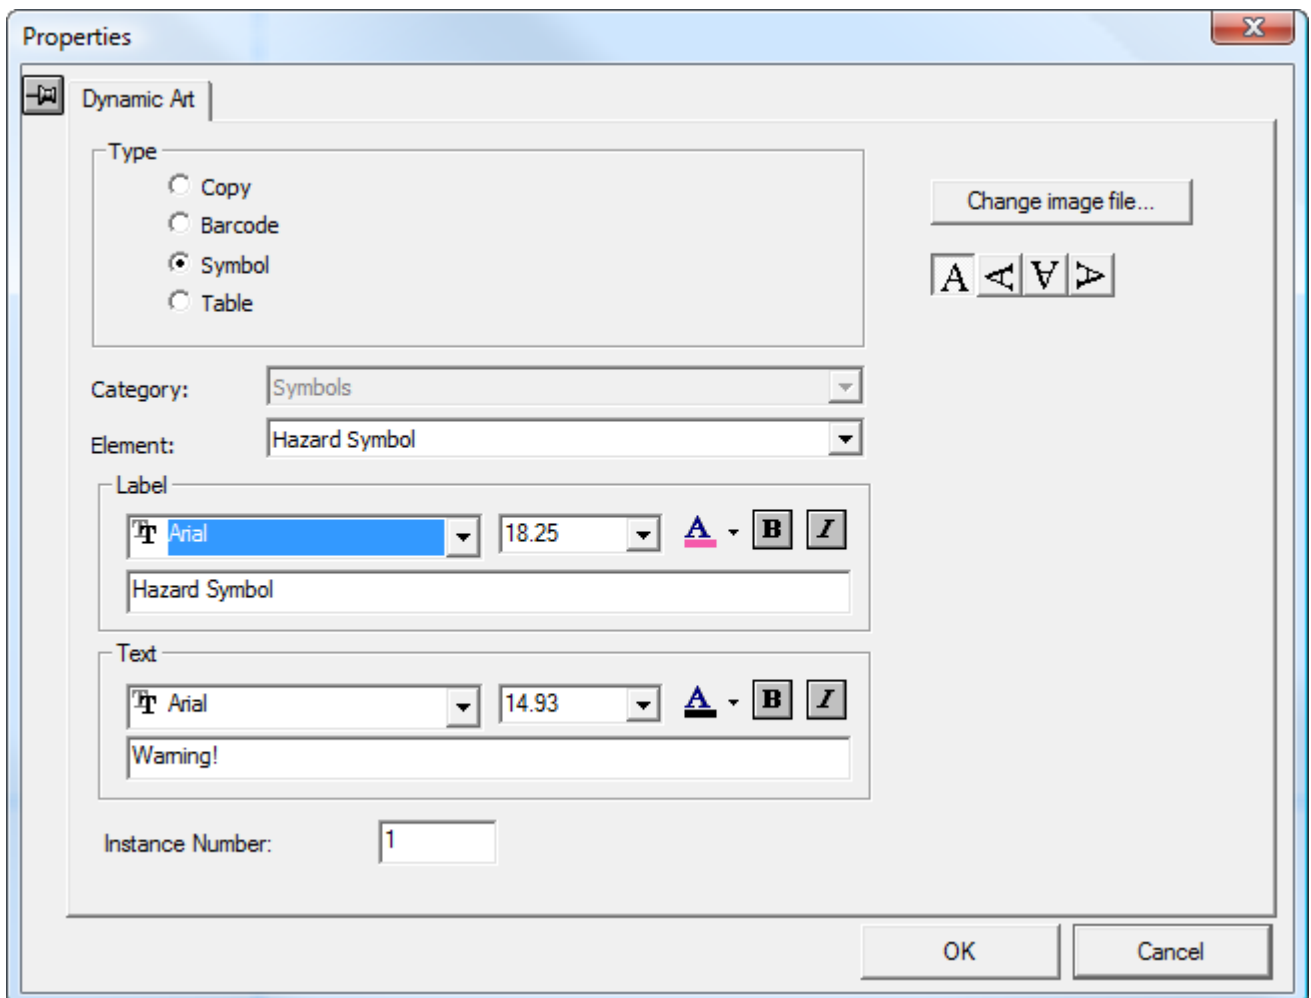 Properties
Dynamic Art
Type
Copy
Barcode
Symbol
Table
Change image file...
A A A A
Category:
Symbols
Element:
Hazard Symbol
Label
Arial
18.25
A B I
Hazard Symbol
Text
Arial
14.93
A B I
Warning!
Instance Number:
1
OK
Cancel